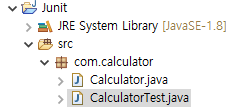 Junit
JRE System Library [JavaSE-1.8]
src
com.calculator
Calculator.java
CalculatorTest.java